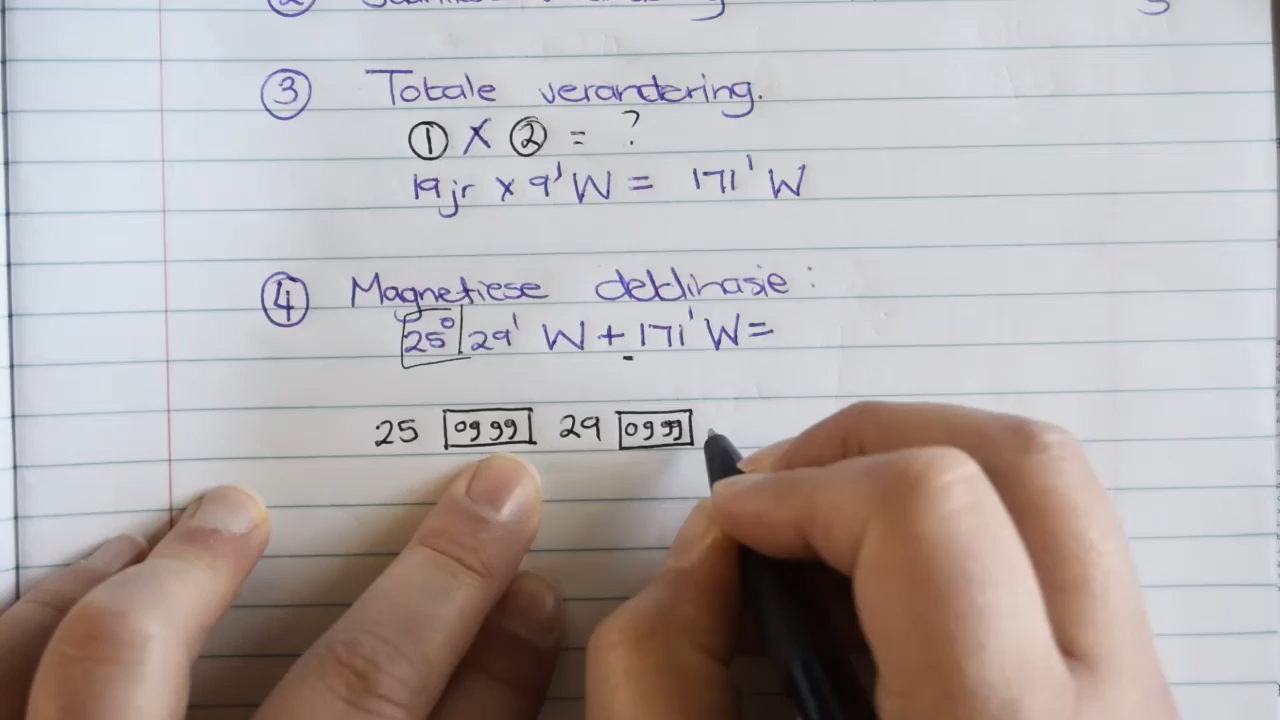 ③ Totale verandering.
① X ② = ?
19jr x 9' W = 171' W
④ Magnetiese deklinasie:
25° 29' W + 171' W =
25 [0999] 29 [0999]